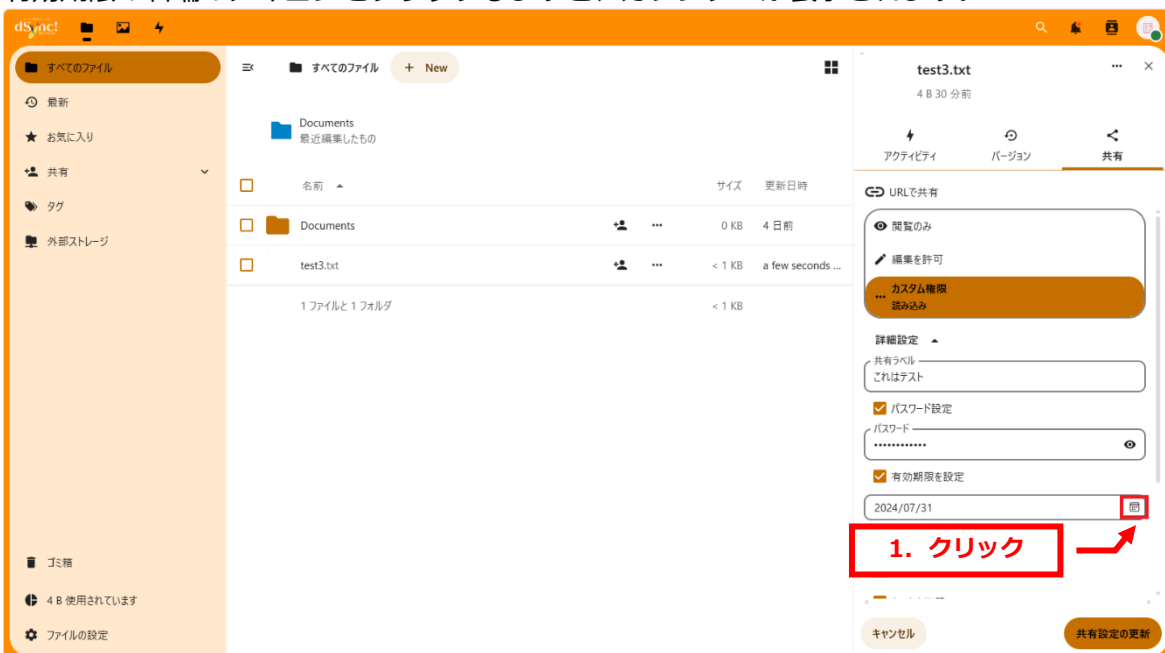 dSync!
すべてのファイル
最新
お気に入り
共有
タグ
外部ストレージ
ゴミ箱
4 B 使用されています
ファイルの設定
すべてのファイル
+ New
Documents
最近編集したもの
名前
サイズ
更新日時
Documents
0 KB
4 日前
test3.txt
< 1 KB
a few seconds ...
1 ファイルと 1 フォルダ
< 1 KB
test3.txt
4 B 30 分前
アクティビティ
バージョン
共有
URLで共有
閲覧のみ
編集を許可
カスタム権限
読み込み
詳細設定
共有ラベル
これはテスト
パスワード設定
パスワード
••••••••••••
有効期限を設定
2024/07/31
1. クリック
キャンセル
共有設定の更新